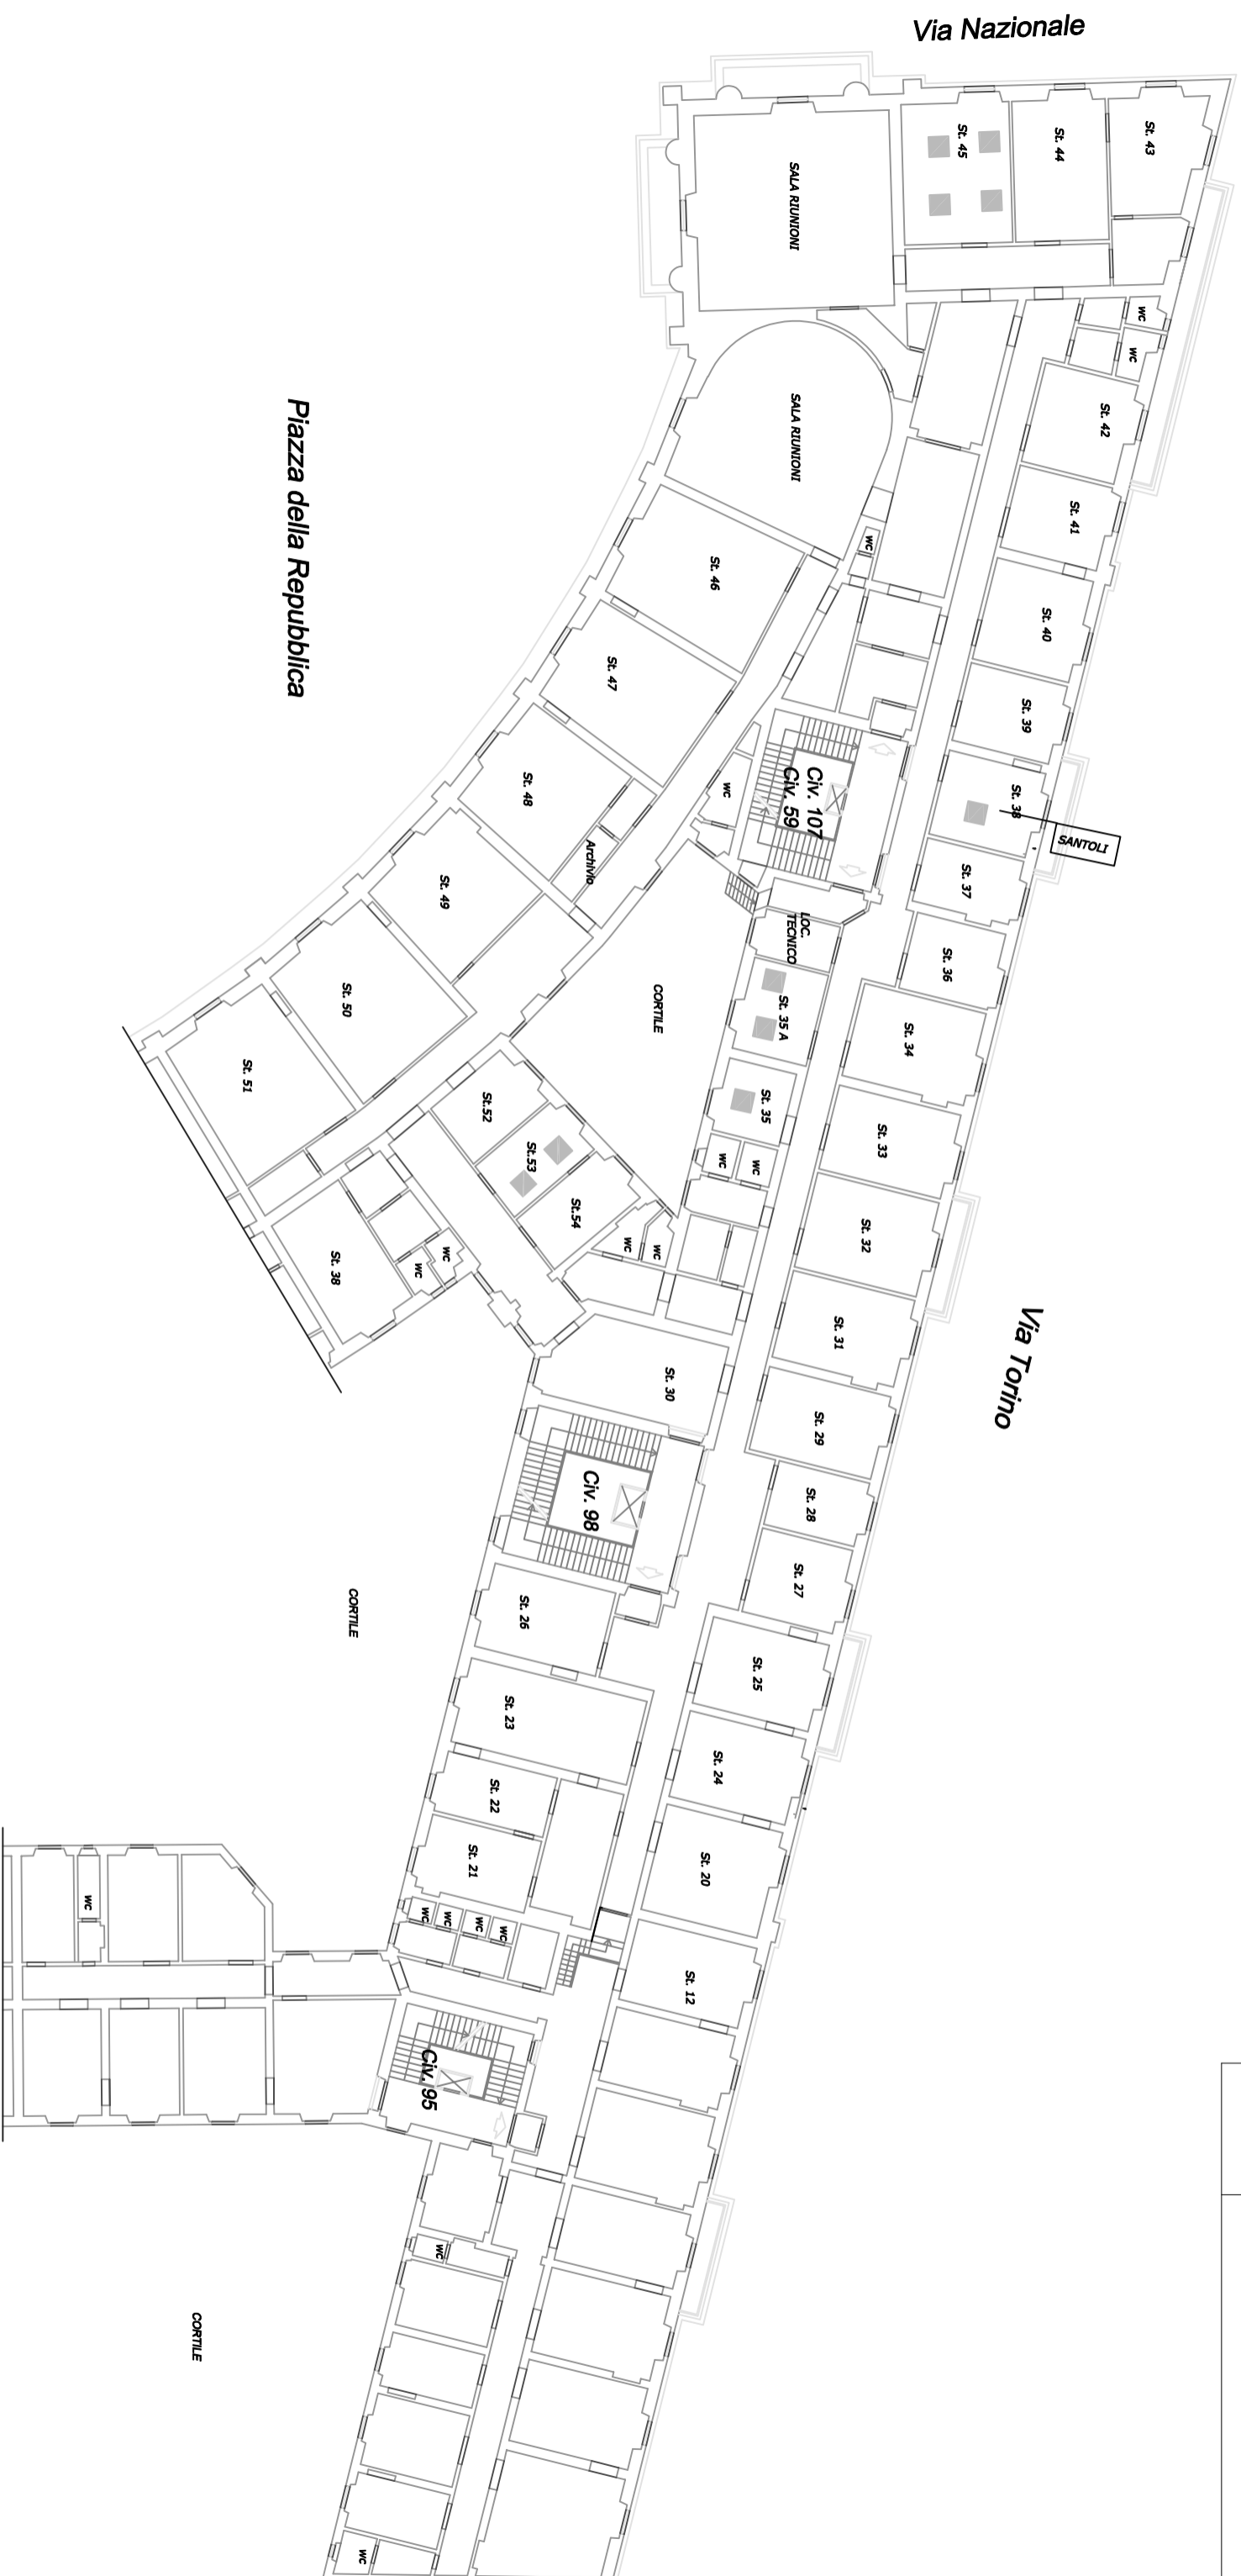 Via Nazionale
St. 43
St. 44
St. 45
SALA RIUNIONI
WC
WC
St. 42
SALA RIUNIONI
St. 41
WC
St. 46
St. 40
St. 47
St. 39
Piazza della Repubblica
St. 48
WC
Civ. 107
Civ. 59
St. 38
SANTOLI
Archivio
St. 49
St. 37
LOC.
TECNICO
St. 36
St. 50
CORTILE
St. 35 A
St. 34
St. 51
St.52
St. 35
St.53
St. 33
WC
WC
St.54
St. 32
WC
WC
WC
WC
St. 38
St. 31
Via Torino
St. 30
St. 29
Civ. 98
St. 28
St. 27
CORTILE
St. 26
St. 25
St. 23
St. 24
St. 22
St. 21
St. 20
WC
WC
WC
WC
WC
St. 12
Civ. 95
WC
CORTILE
WC